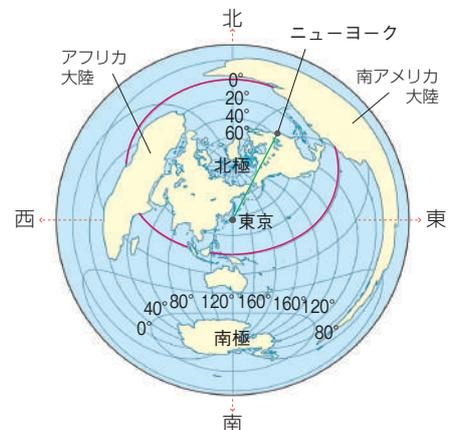 北
ニューヨーク
アフリカ
大陸
南アメリカ
大陸
0°
20°
40°
60°
北極
西
東京
東
40° 80° 120° 160° 160° 120°
0°
80°
南極
南